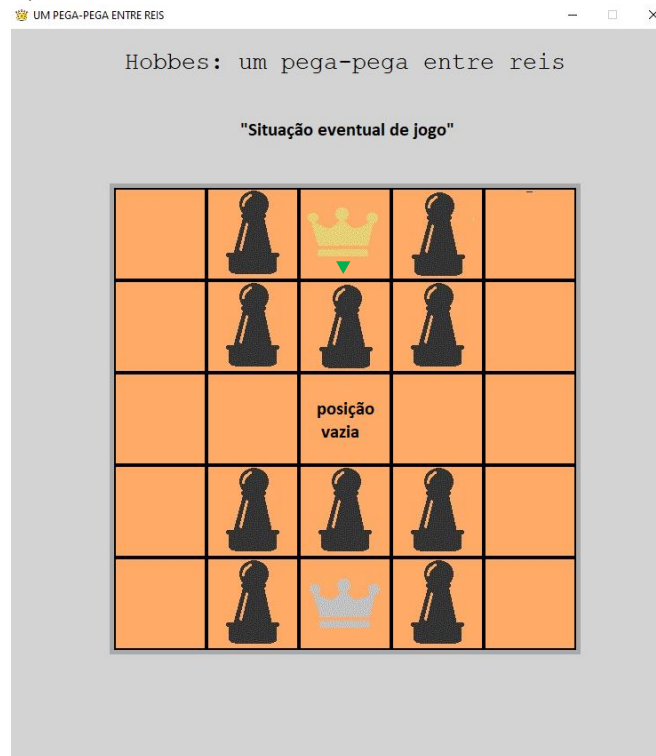 UM PEGA-PEGA ENTRE REIS
Hobbes: um pega-pega entre reis
"Situação eventual de jogo"
posição
vazia